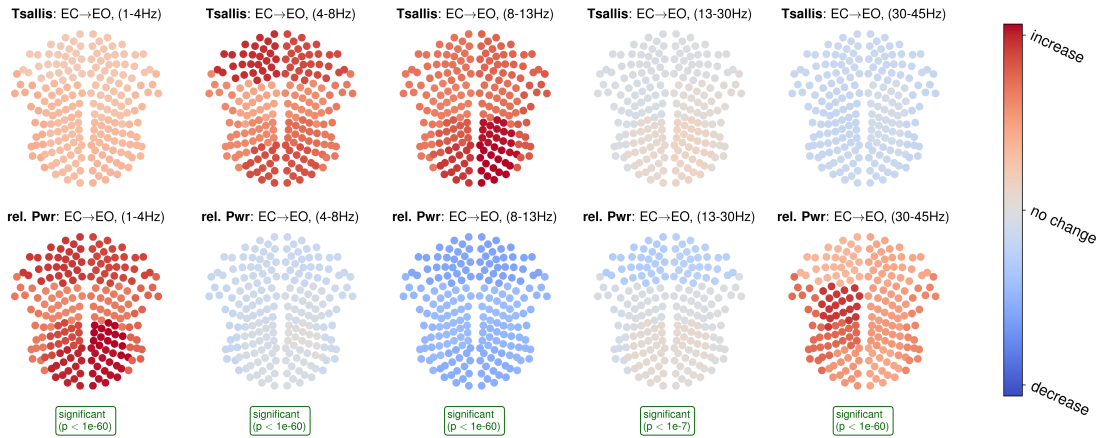 Tsallis: EC→EO, (1-4Hz)
Tsallis: EC→EO, (4-8Hz)
Tsallis: EC→EO, (8-13Hz)
Tsallis: EC→EO, (13-30Hz)
Tsallis: EC→EO, (30-45Hz)
increase
no change
decrease
rel. Pwr: EC→EO, (1-4Hz)
rel. Pwr: EC→EO, (4-8Hz)
rel. Pwr: EC→EO, (8-13Hz)
rel. Pwr: EC→EO, (13-30Hz)
rel. Pwr: EC→EO, (30-45Hz)
significant
(p < 1e-60)
significant
(p < 1e-60)
significant
(p < 1e-60)
significant
(p < 1e-7)
significant
(p < 1e-60)